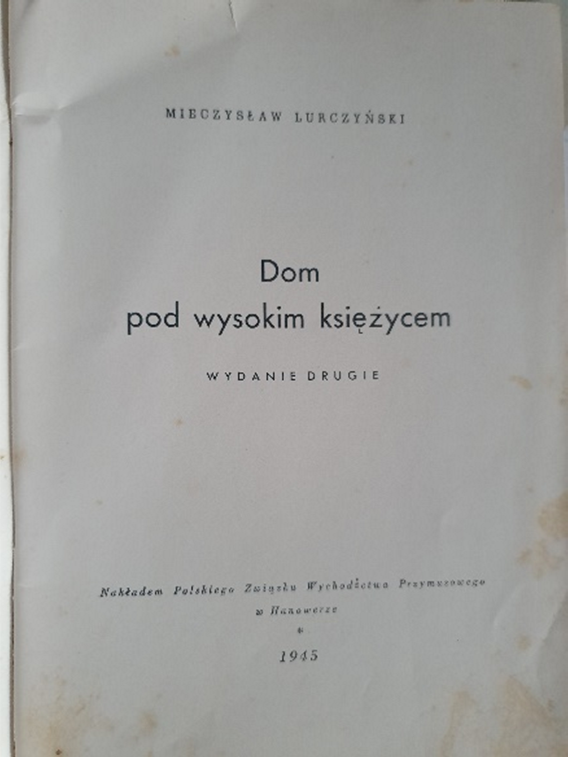 MIECZYSŁAW LURCZYŃSKI
Dom
pod wysokim księżycem
WYDANIE DRUGIE
Nakładem Polskiego Związku Wychodźctwa Przymusowego
w Hanowerze
*
1945